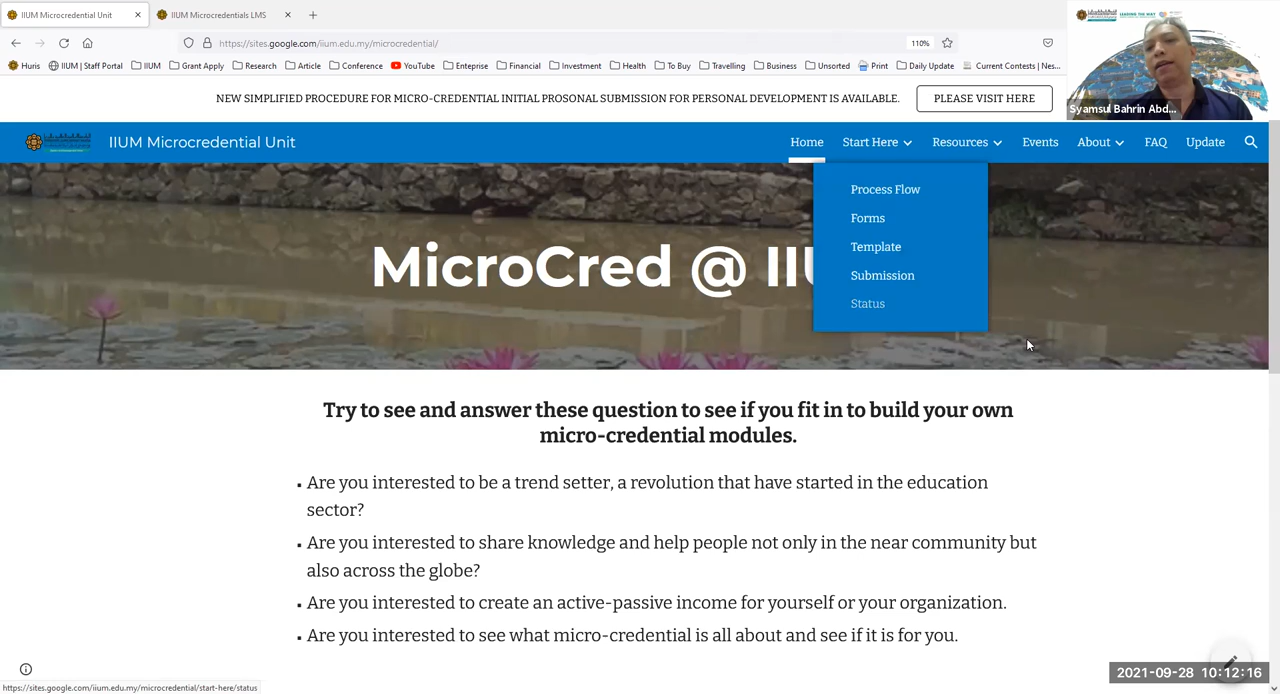 IIUM Microcredential Unit
IIUM Microcredentials LMS
https://sites.google.com/iium.edu.my/microcredential/
110%
Huris
IIUM | Staff Portal
IIUM
Grant Apply
Research
Article
Conference
YouTube
Enteprise
Financial
Investment
Health
To Buy
Travelling
Business
Unsorted
Print
Daily Update
Current Contests | Nes...
LEADING THE WAY
Syamsul Bahrin Abd...
NEW SIMPLIFIED PROCEDURE FOR MICRO-CREDENTIAL INITIAL PROSONAL SUBMISSION FOR PERSONAL DEVELOPMENT IS AVAILABLE.
PLEASE VISIT HERE
IIUM Microcredential Unit
Home
Start Here
Resources
Events
About
FAQ
Update
Process Flow
Forms
Template
Submission
Status
MicroCred @ II
Try to see and answer these question to see if you fit in to build your own
micro-credential modules.
▪ Are you interested to be a trend setter, a revolution that have started in the education
sector?
▪ Are you interested to share knowledge and help people not only in the near community but
also across the globe?
▪ Are you interested to create an active-passive income for yourself or your organization.
▪ Are you interested to see what micro-credential is all about and see if it is for you.
2021-09-28 10:12:16
https://sites.google.com/iium.edu.my/microcredential/start-here/status